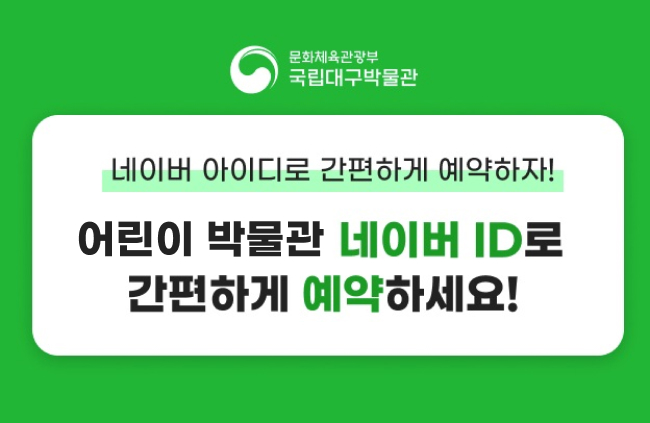 문화체육관광부
국립대구박물관
네이버 아이디로 간편하게 예약하자!
어린이 박물관 네이버 ID로
간편하게 예약하세요!